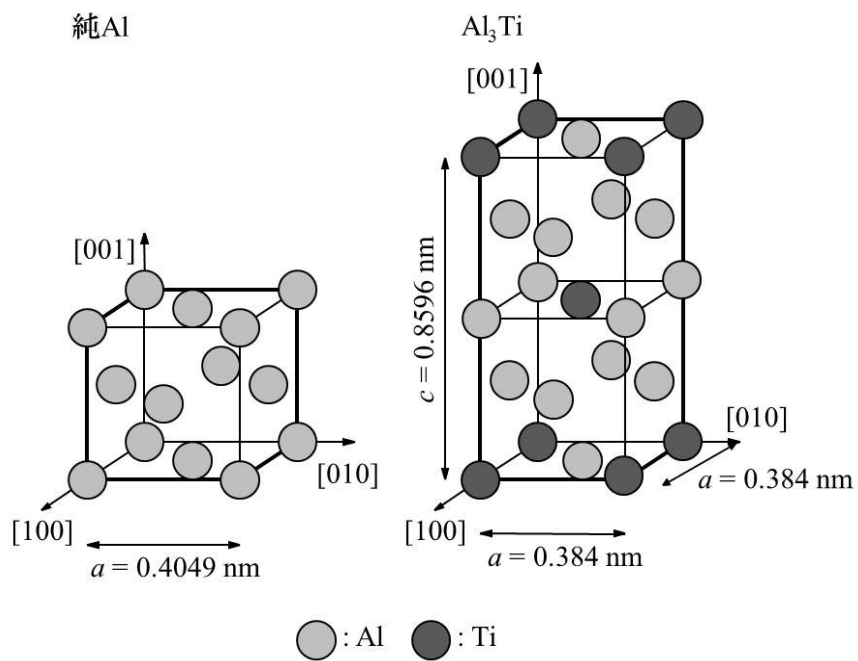 純Al
[001]
[010]
[100]
a = 0.4049 nm
Al₃Ti
[001]
c = 0.8596 nm
[010]
a = 0.384 nm
[100]
a = 0.384 nm
: Al
: Ti